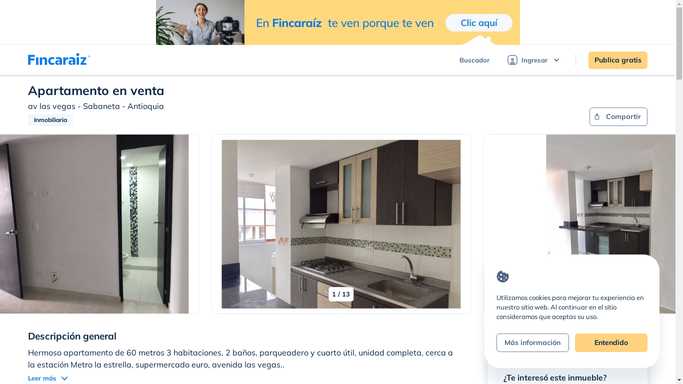 En Fincaraíz te ven porque te ven
Clic aquí
Fincaraíz
Buscador
Ingresar
Publica gratis
Apartamento en venta
av las vegas - Sabaneta - Antioquia
Inmobiliaria
Compartir
1 / 13
Utilizamos cookies para mejorar tu experiencia en
nuestro sitio web. Al continuar en el sitio
consideramos que aceptas su uso.
Más información
Entendido
Descripción general
Hermoso apartamento de 60 metros 3 habitaciones, 2 baños, parqueadero y cuarto útil, unidad completa, cerca a
la estación Metro la estrella, supermercado euro, avenida las vegas..
Leer más
¿Te interesó este inmueble?